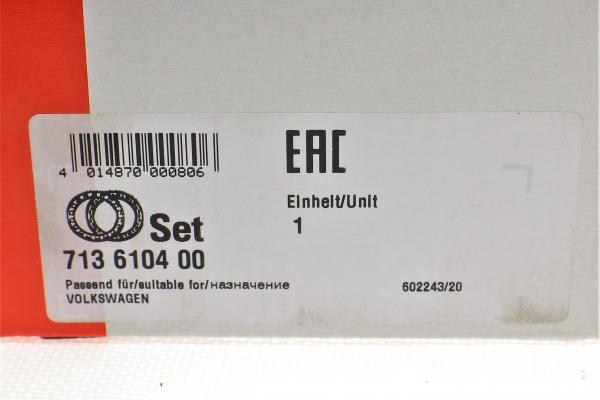 4 014870 000806
EAC
Einheit/Unit
1
Set
713 6104 00
Passend für/suitable for/назначение
VOLKSWAGEN
602243/20